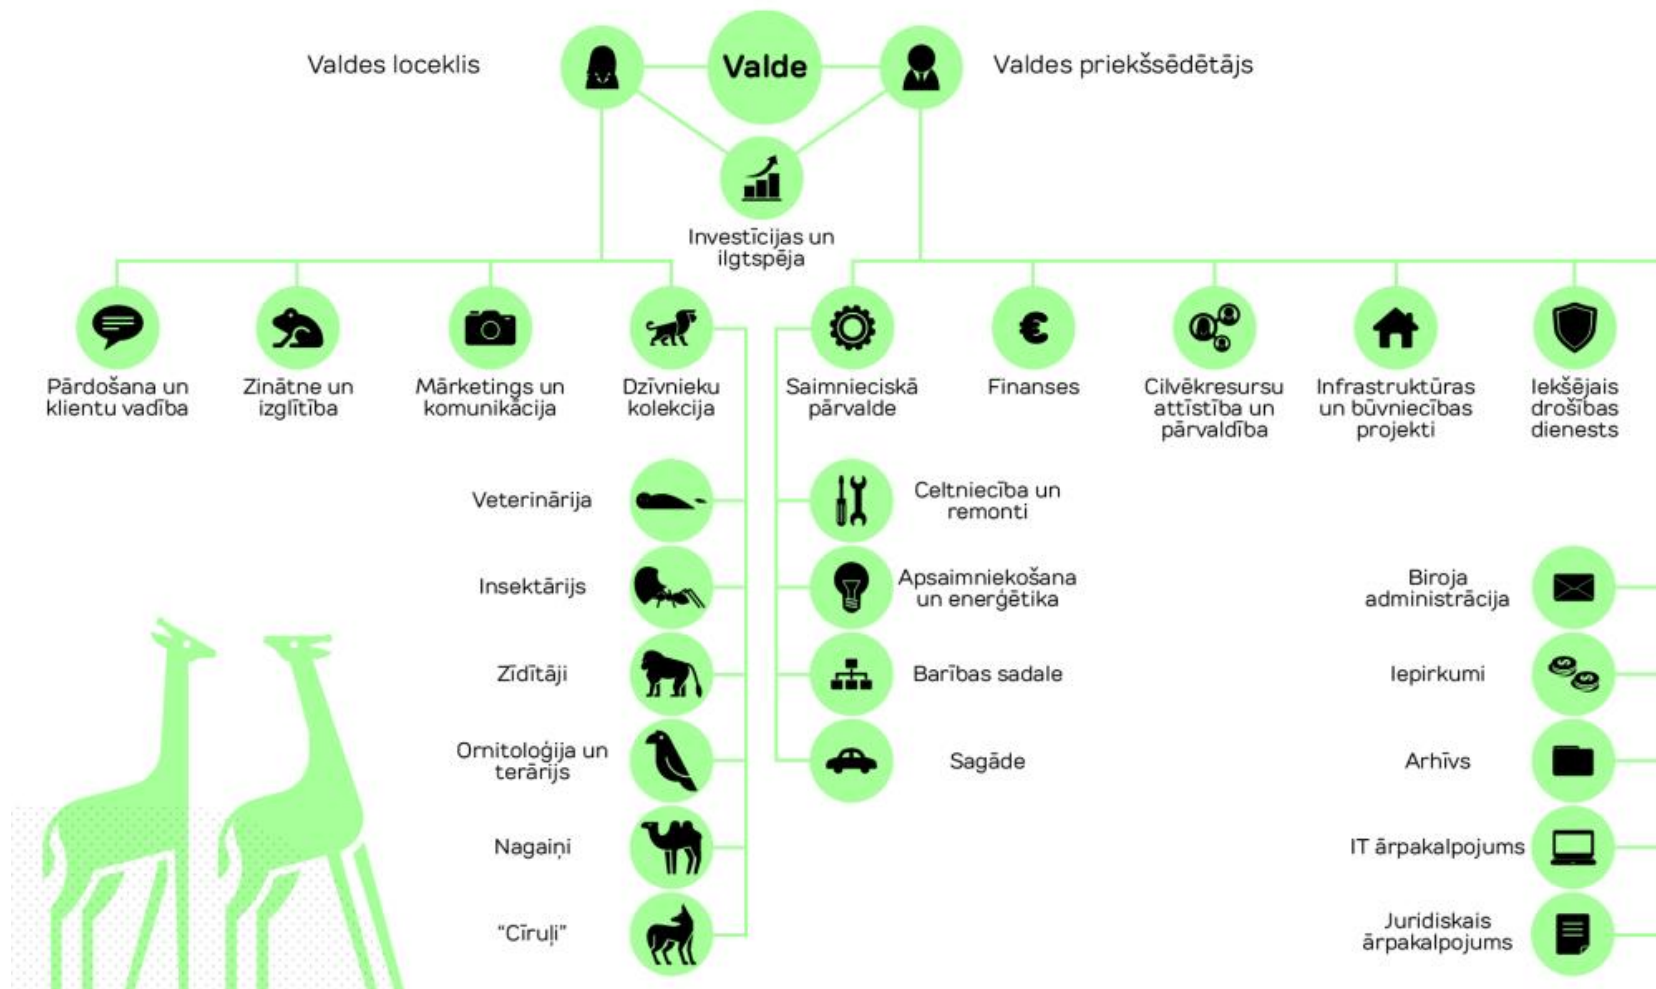 Valdes loceklis
Valde
Valdes priekšsēdētājs
Investīcijas un
ilgtspēja
Pārdošana un
klientu vadība
Zinātne un
izglītība
Mārketings un
komunikācija
Dzīvnieku
kolekcija
Saimnieciskā
pārvalde
Finanses
Cilvēkresursu
attīstība un
pārvaldība
Infrastruktūras
un būvniecības
projekti
Iekšējais
drošības
dienests
Veterinārija
Insektārijs
Zīdītāji
Ornitoloģija un
terārijs
Nagaiņi
“Cīruļi”
Celtniecība un
remonti
Apsaimniekošana
un enerģētika
Barības sadale
Sagāde
Biroja
administrācija
Iepirkumi
Arhīvs
IT ārpakalpojums
Juridiskais
ārpakalpojums